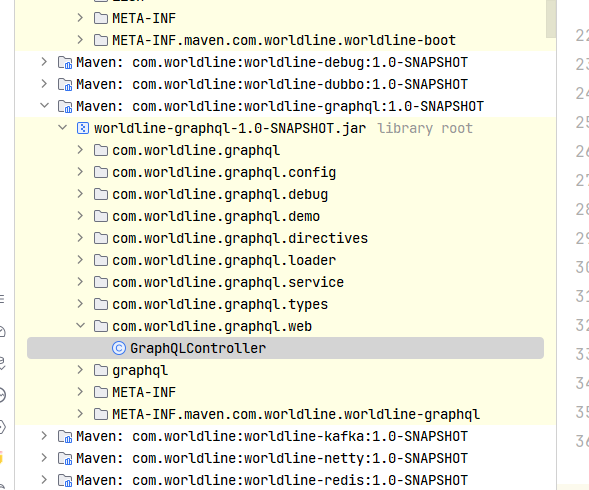 META-INF
META-INF.maven.com.worldline.worldline-boot
Maven: com.worldline:worldline-debug:1.0-SNAPSHOT
Maven: com.worldline:worldline-dubbo:1.0-SNAPSHOT
Maven: com.worldline:worldline-graphql:1.0-SNAPSHOT
worldline-graphql-1.0-SNAPSHOT.jar library root
com.worldline.graphql
com.worldline.graphql.config
com.worldline.graphql.debug
com.worldline.graphql.demo
com.worldline.graphql.directives
com.worldline.graphql.loader
com.worldline.graphql.service
com.worldline.graphql.types
com.worldline.graphql.web
GraphQLController
graphql
META-INF
META-INF.maven.com.worldline.worldline-graphql
Maven: com.worldline:worldline-kafka:1.0-SNAPSHOT
Maven: com.worldline:worldline-netty:1.0-SNAPSHOT
Maven: com.worldline:worldline-redis:1.0-SNAPSHOT
22
23
24
25
26
27
28
29
30
31
32
33
34
35
36